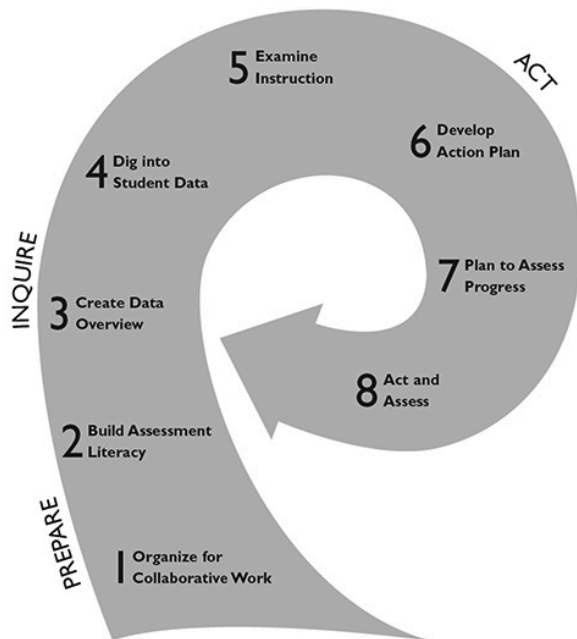 PREPARE
1 Organize for
Collaborative Work
2 Build Assessment
Literacy
INQUIRE
3 Create Data
Overview
4 Dig into
Student Data
5 Examine
Instruction
ACT
6 Develop
Action Plan
7 Plan to Assess
Progress
8 Act and
Assess